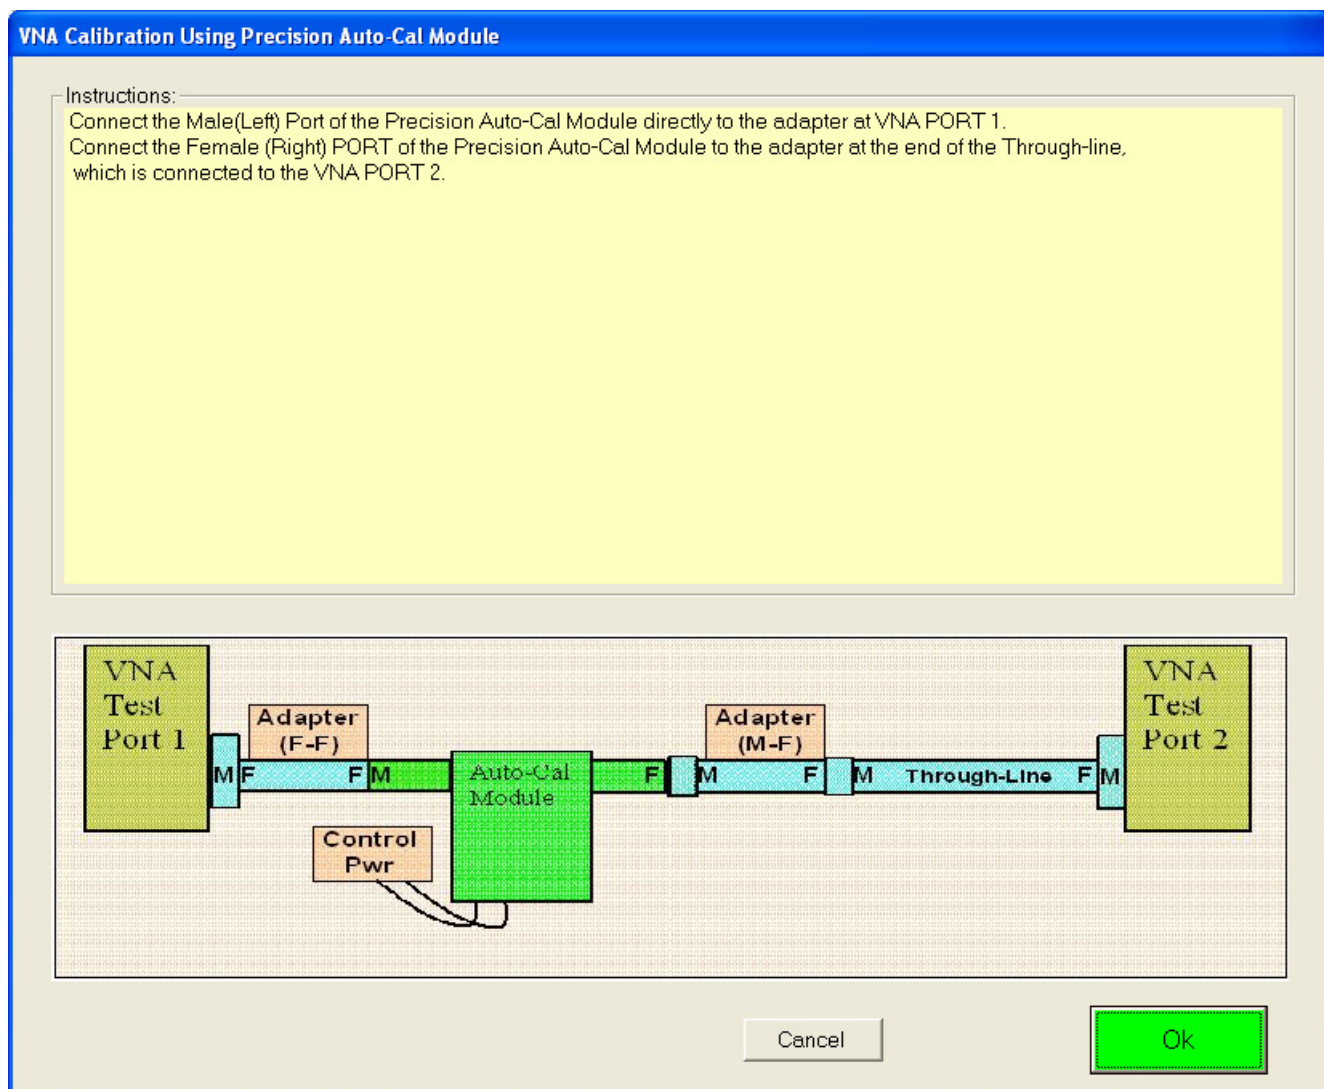 VNA Calibration Using Precision Auto-Cal Module
Instructions:
Connect the Male(Left) Port of the Precision Auto-Cal Module directly to the adapter at VNA PORT 1.
Connect the Female (Right) PORT of the Precision Auto-Cal Module to the adapter at the end of the Through-line,
which is connected to the VNA PORT 2.
VNA
Test
Port 1
Adapter
(F-F)
M F F M
Auto-Cal
Module
Control
Pwr
F M
Adapter
(M-F)
F M Through-Line F M
VNA
Test
Port 2
Cancel
Ok